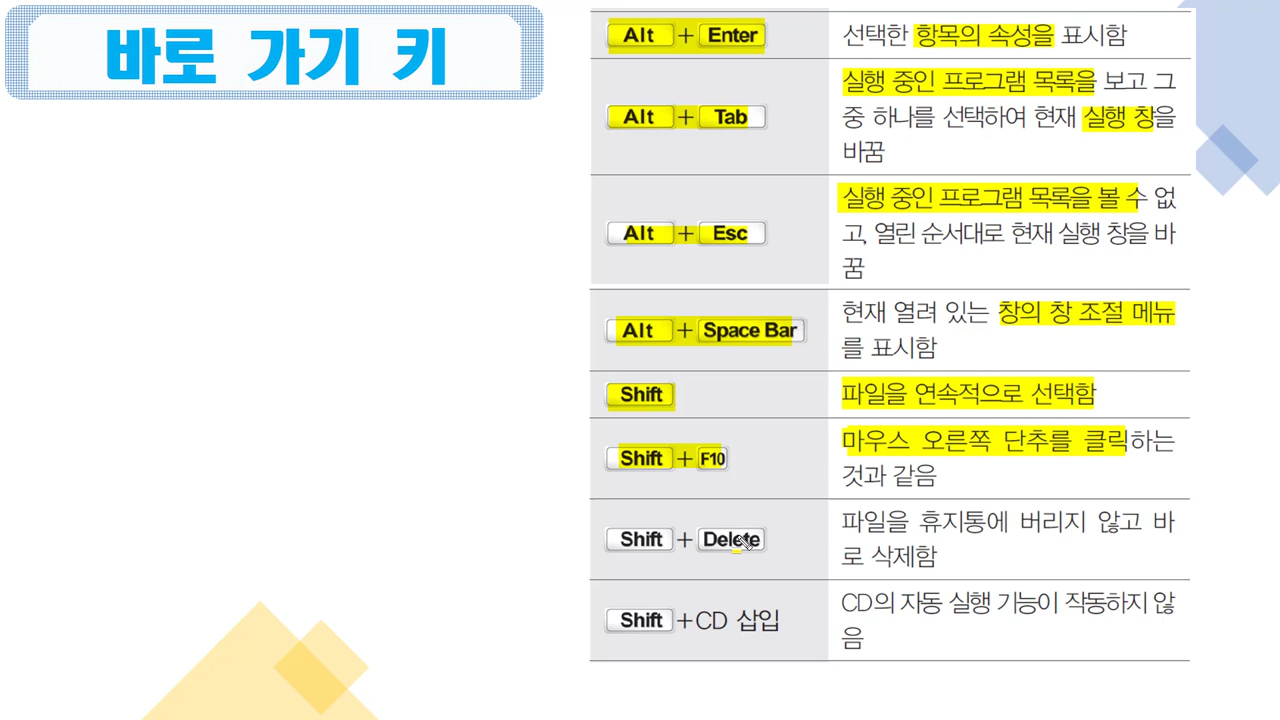 바로 가기 키
Alt + Enter 선택한 항목의 속성을 표시함
Alt + Tab 실행 중인 프로그램 목록을 보고 그
중 하나를 선택하여 현재 실행 창을
바꿈
Alt + Esc 실행 중인 프로그램 목록을 볼 수 없
고, 열린 순서대로 현재 실행 창을 바
꿈
Alt + Space Bar 현재 열려 있는 창의 창 조절 메뉴
를 표시함
Shift 파일을 연속적으로 선택함
Shift + F10 마우스 오른쪽 단추를 클릭하는
것과 같음
Shift + Delete 파일을 휴지통에 버리지 않고 바
로 삭제함
Shift +CD 삽입 CD의 자동 실행 기능이 작동하지 않
음